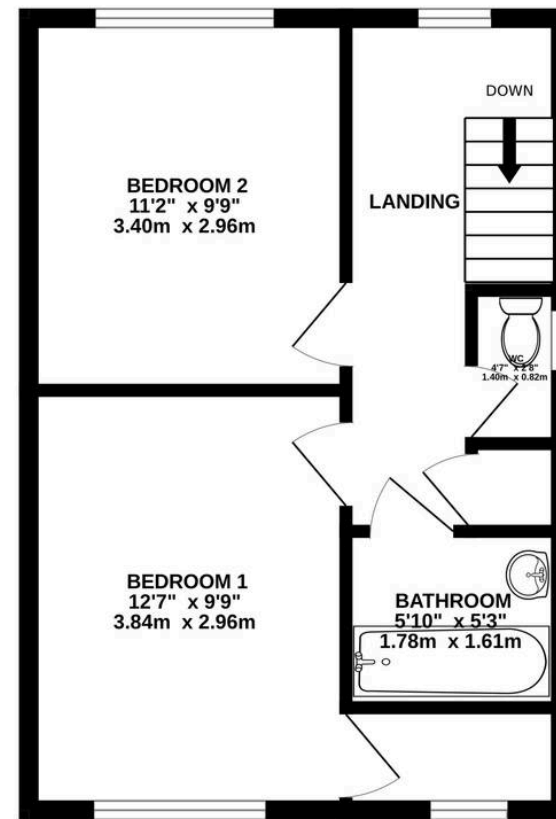 DOWN
BEDROOM 2
11'2" x 9'9"
3.40m x 2.96m
LANDING
WC
4'7" x 2'8"
1.40m x 0.82m
BEDROOM 1
12'7" x 9'9"
3.84m x 2.96m
BATHROOM
5'10" x 5'3"
1.78m x 1.61m